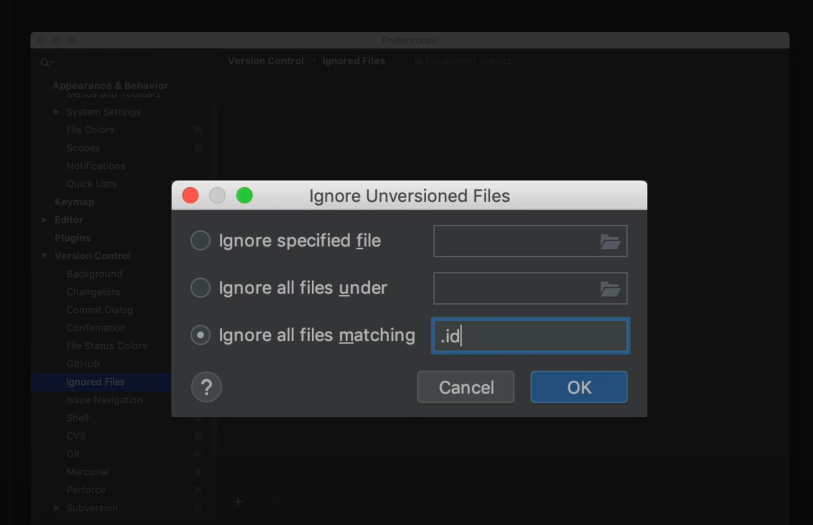 Preferences
Version Control › Ignored Files For current project
Appearance & Behavior
Menus and Toolbars
System Settings
File Colors
Scopes
Notifications
Quick Lists
Keymap
Editor
Plugins
Version Control
Background
Changelists
Commit Dialog
Confirmation
File Status Colors
GitHub
Ignored Files
Issue Navigation
Shelf
CVS
Git
Mercurial
Perforce
Subversion
+
Ignore Unversioned Files
Ignore specified file
Ignore all files under
Ignore all files matching .id
? Cancel OK